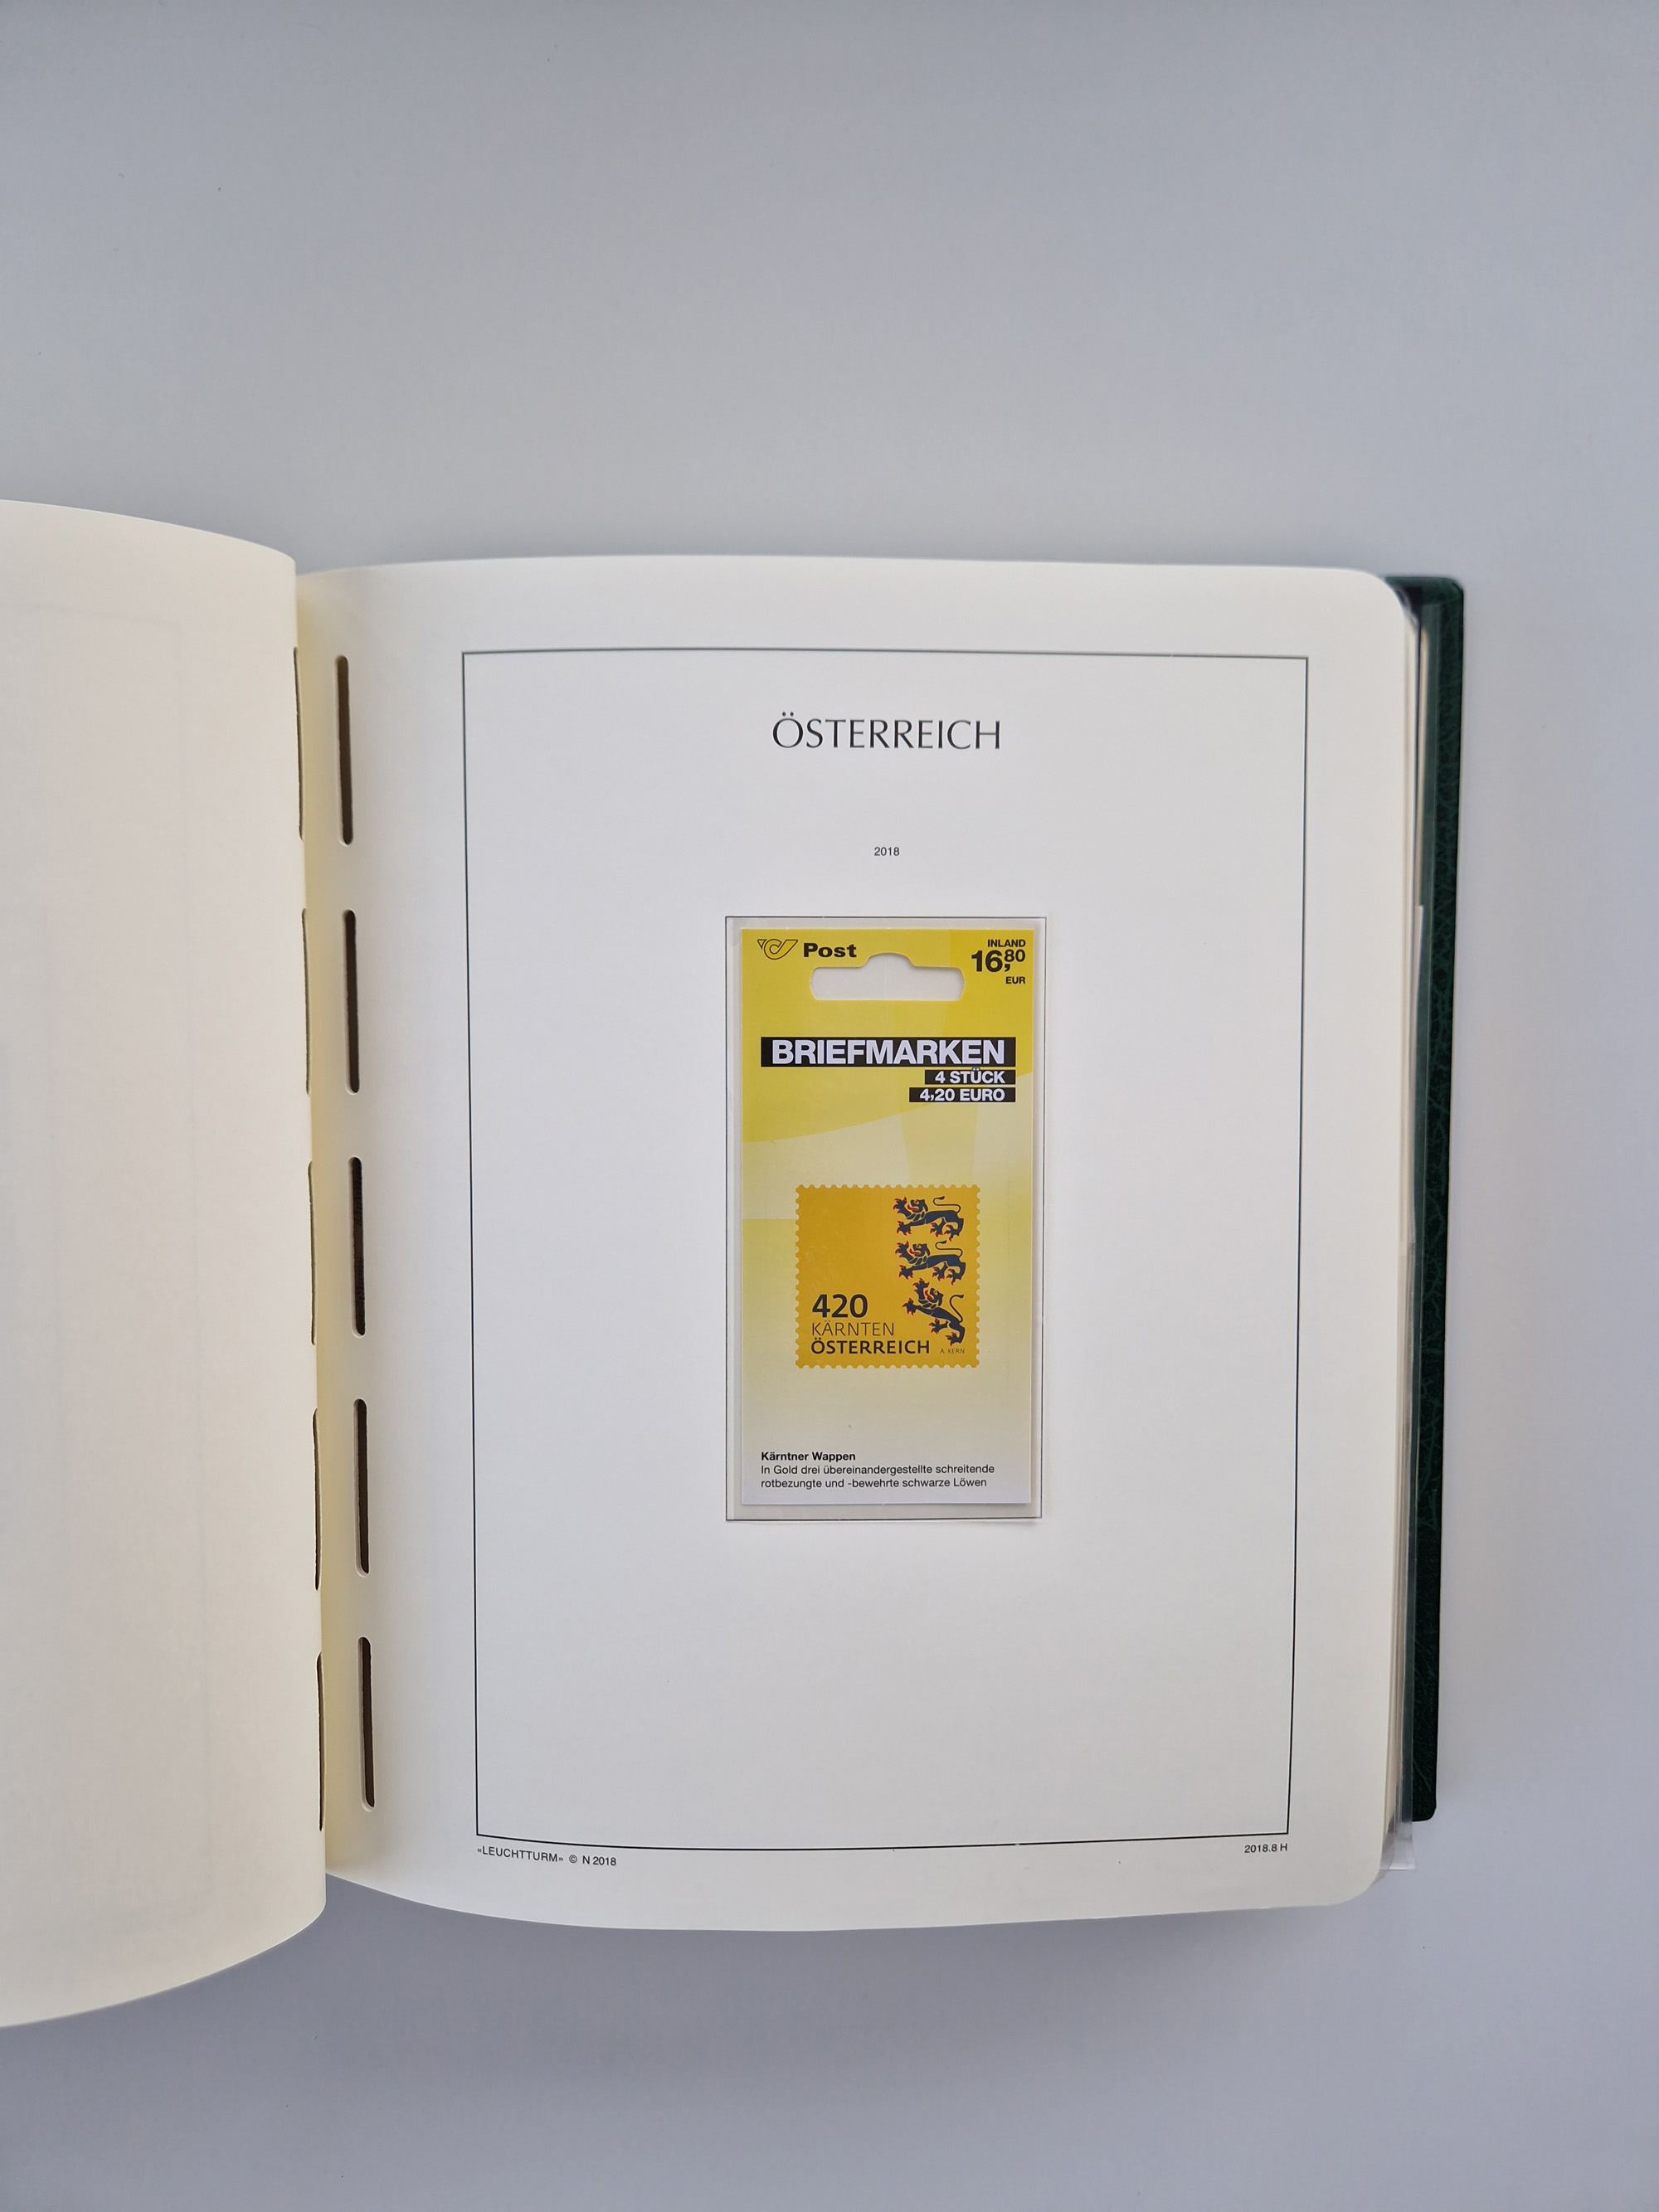 ÖSTERREICH
2018
Post
INLAND
16,80
EUR
BRIEFMARKEN
4 STÜCK
4,20 EURO
420
KÄRNTEN
ÖSTERREICH
A. KERN
Kärntner Wappen
In Gold drei übereinandergestellte schreitende
rotbezungte und -bewehrte schwarze Löwen
«LEUCHTTURM» © N 2018
2018.8 H